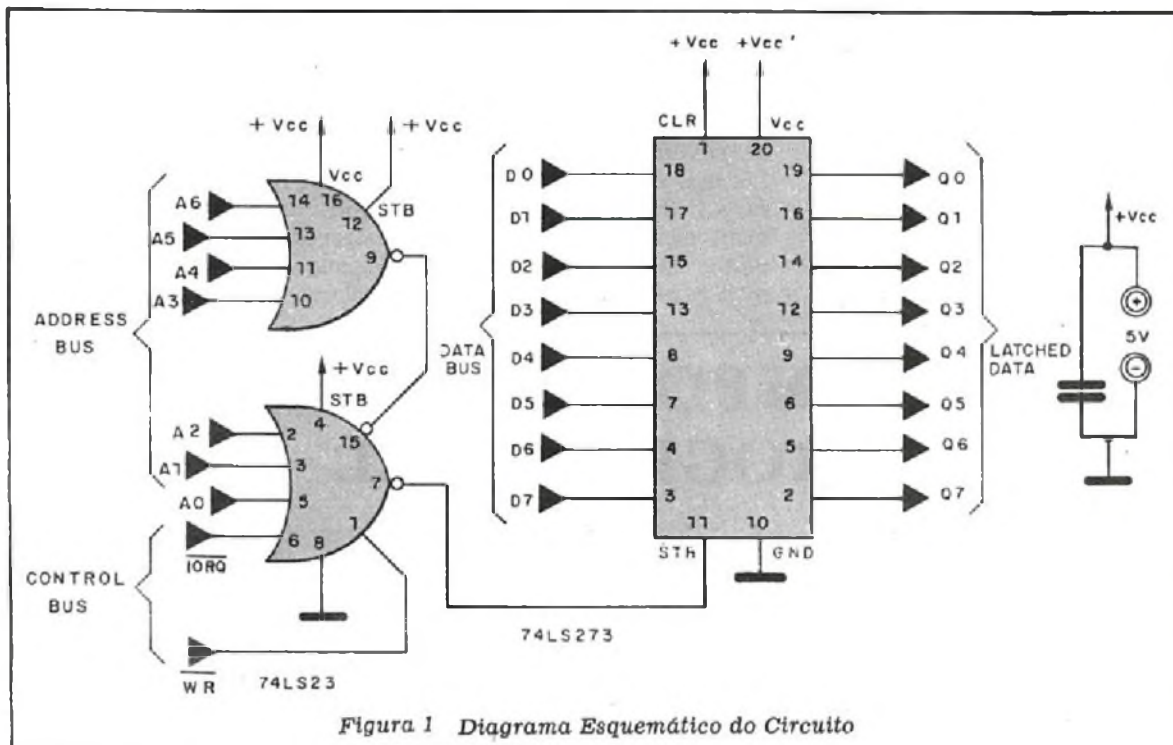 +Vcc +Vcc
Vcc
STB
A6
A5
A4
A3
14
16
12
13
11
10
9
ADDRESS
BUS
+Vcc
STB
A2
A1
A0
IORQ
2
3
5
6
4
15
7
1
8
CONTROL
BUS
WR
74LS23
+Vcc +Vcc'
CLR Vcc
1 20
D0 18 19 Q0
D1 17 16 Q1
D2 15 14 Q2
D3 13 12 Q3
D4 8 9 Q4
D5 7 6 Q5
D6 4 5 Q6
D7 3 2 Q7
DATA
BUS
LATCHED
DATA
11 10
STB GND
74LS273
+Vcc
+
5V
−
Figura 1 Diagrama Esquemático do Circuito